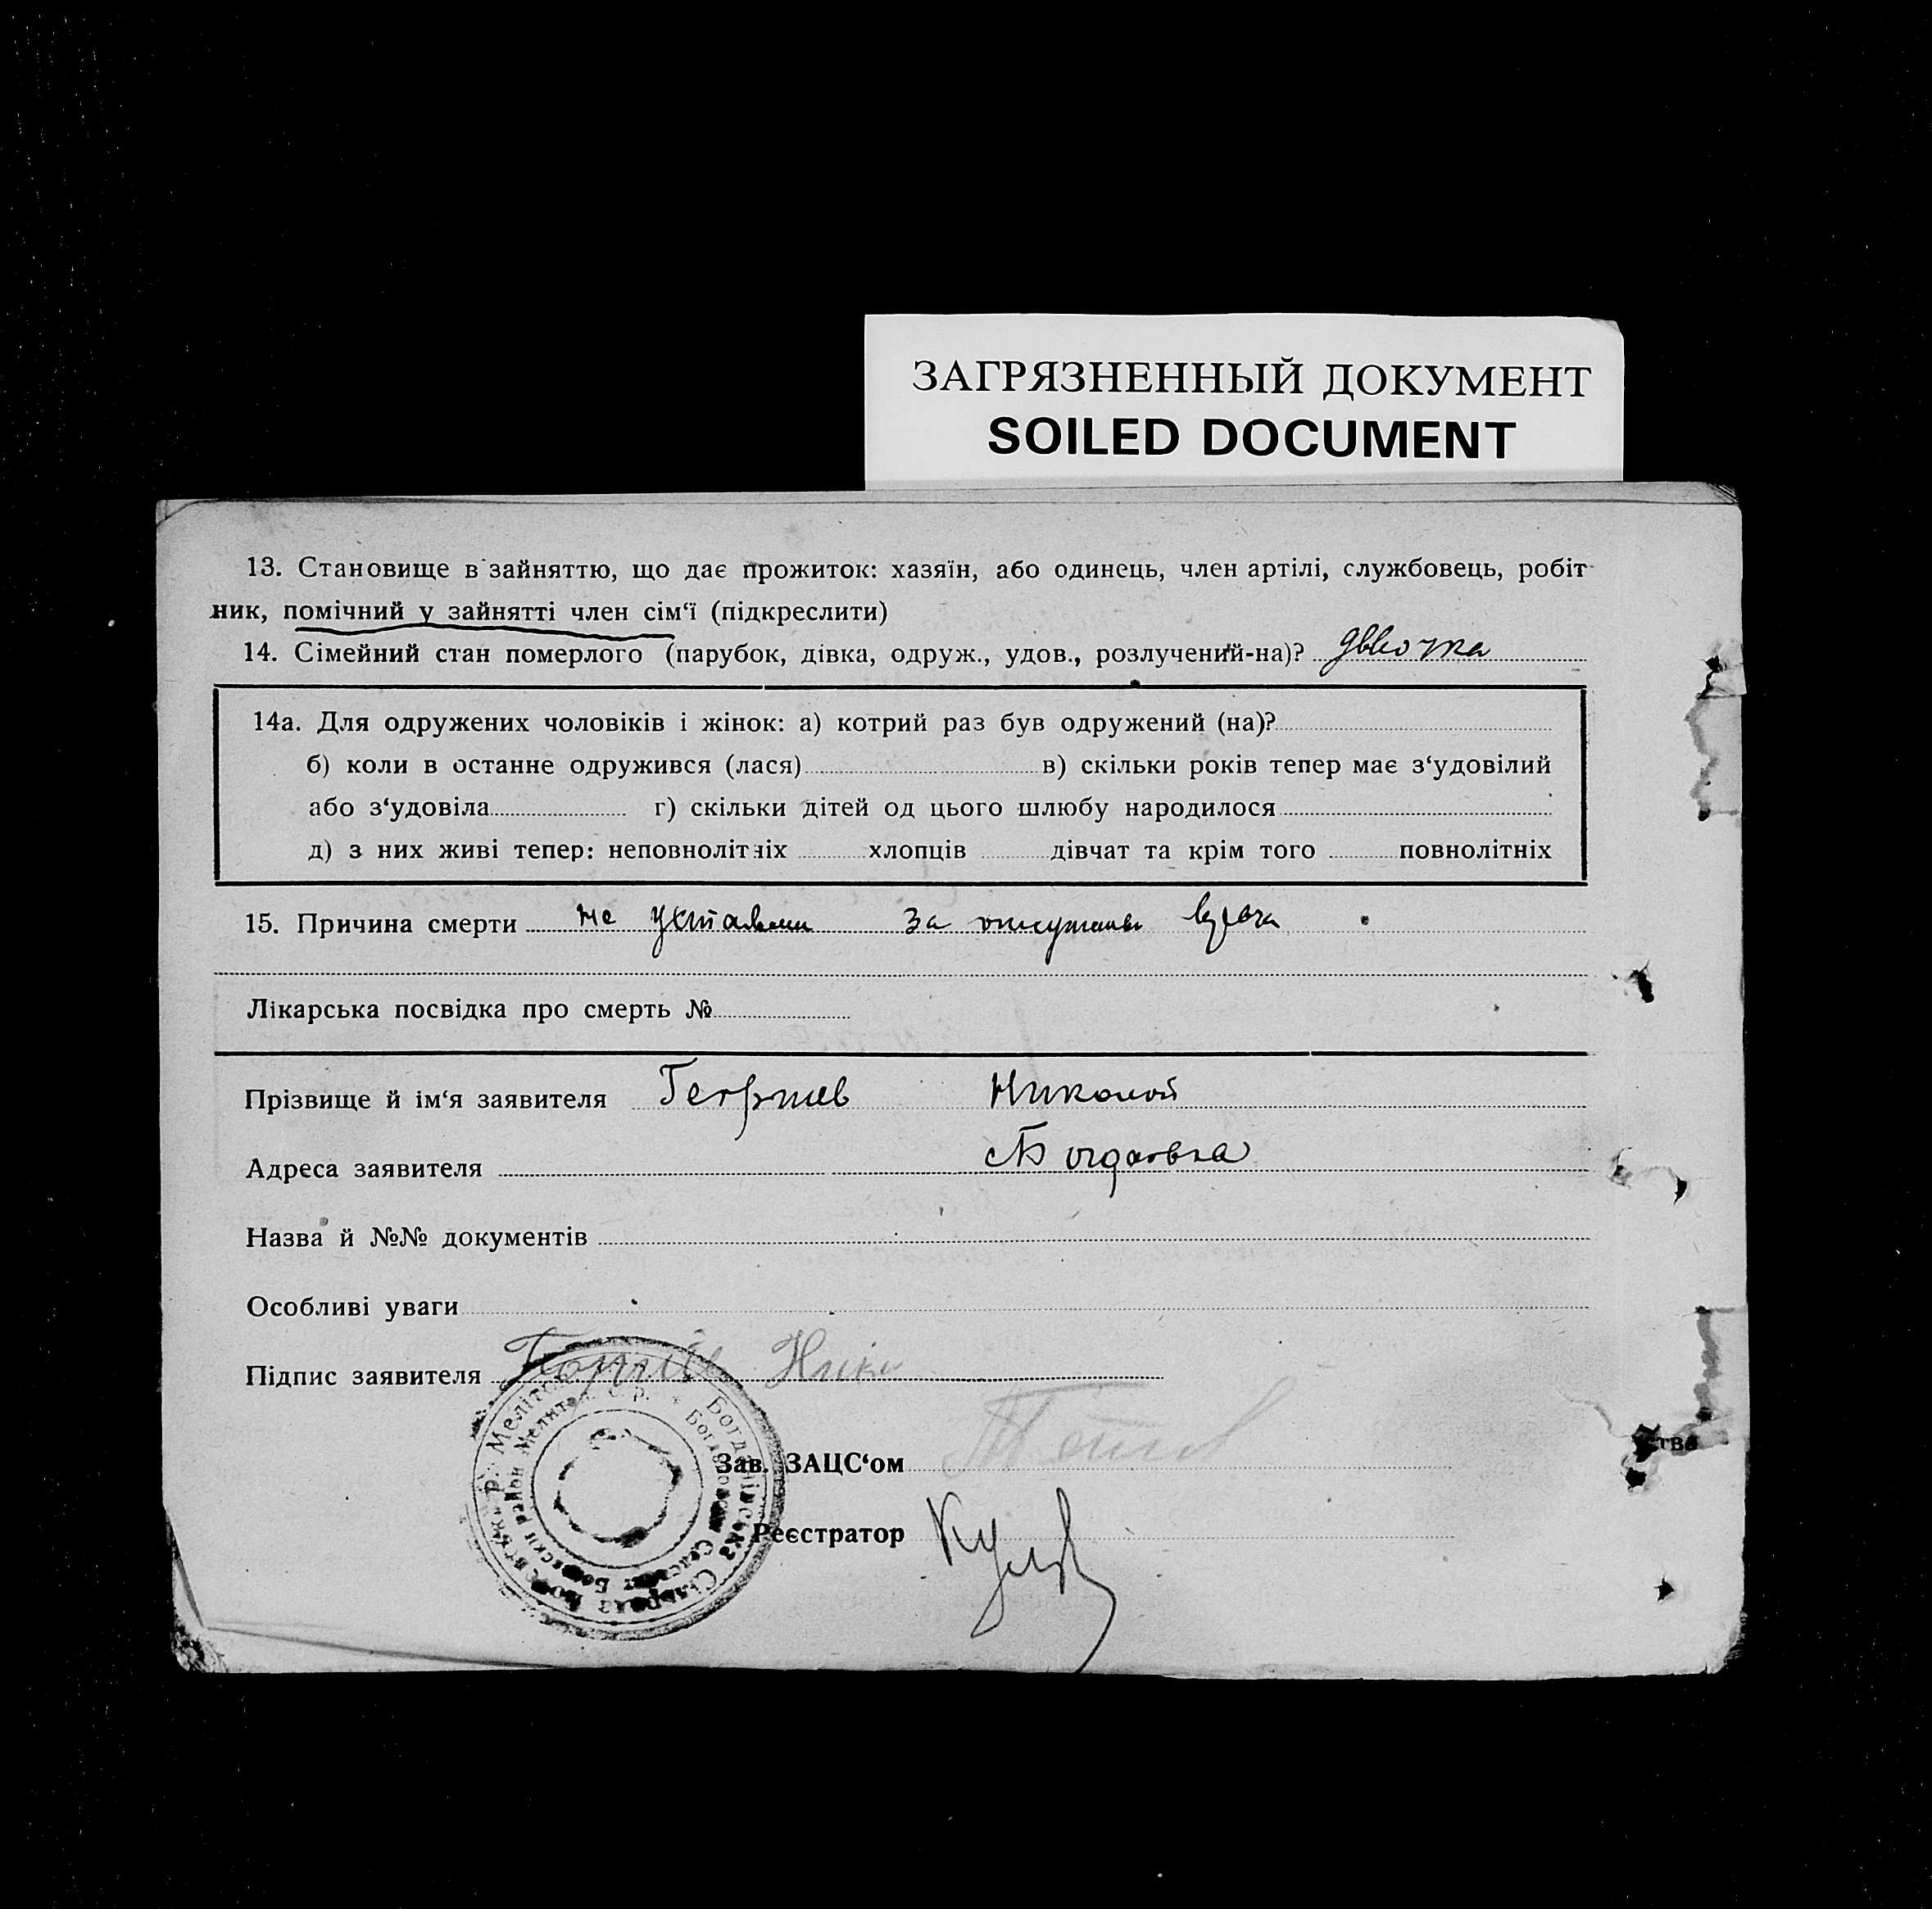 ЗАГРЯЗНЕННЫЙ ДОКУМЕНТ
SOILED DOCUMENT
13. Становище в зайняттю, що дає прожиток: хазяїн, або одинець, член артілі, службовець, робіт-
ник, помічний у зайнятті член сім‘ї (підкреслити)
14. Сімейний стан померлого (парубок, дівка, одруж., удов., розлучений-на)?
14а. Для одружених чоловіків і жінок: а) котрий раз був одружений (на)?
б) коли в останнє одружився (лася) в) скільки років тепер має з‘удовілий
або з‘удовіла г) скільки дітей од цього шлюбу народилося
д) з них живі тепер: неповнолітніх хлопців дівчат та крім того повнолітніх
15. Причина смерти не за врача
Лікарська посвідка про смерть №
Прізвище й ім‘я заявителя Георгиев Николай
Адреса заявителя с Богдановка
Назва й №№ документів
Особливі уваги
Підпис заявителя
Зав. ЗАЦС‘ом
Реєстратор
ство